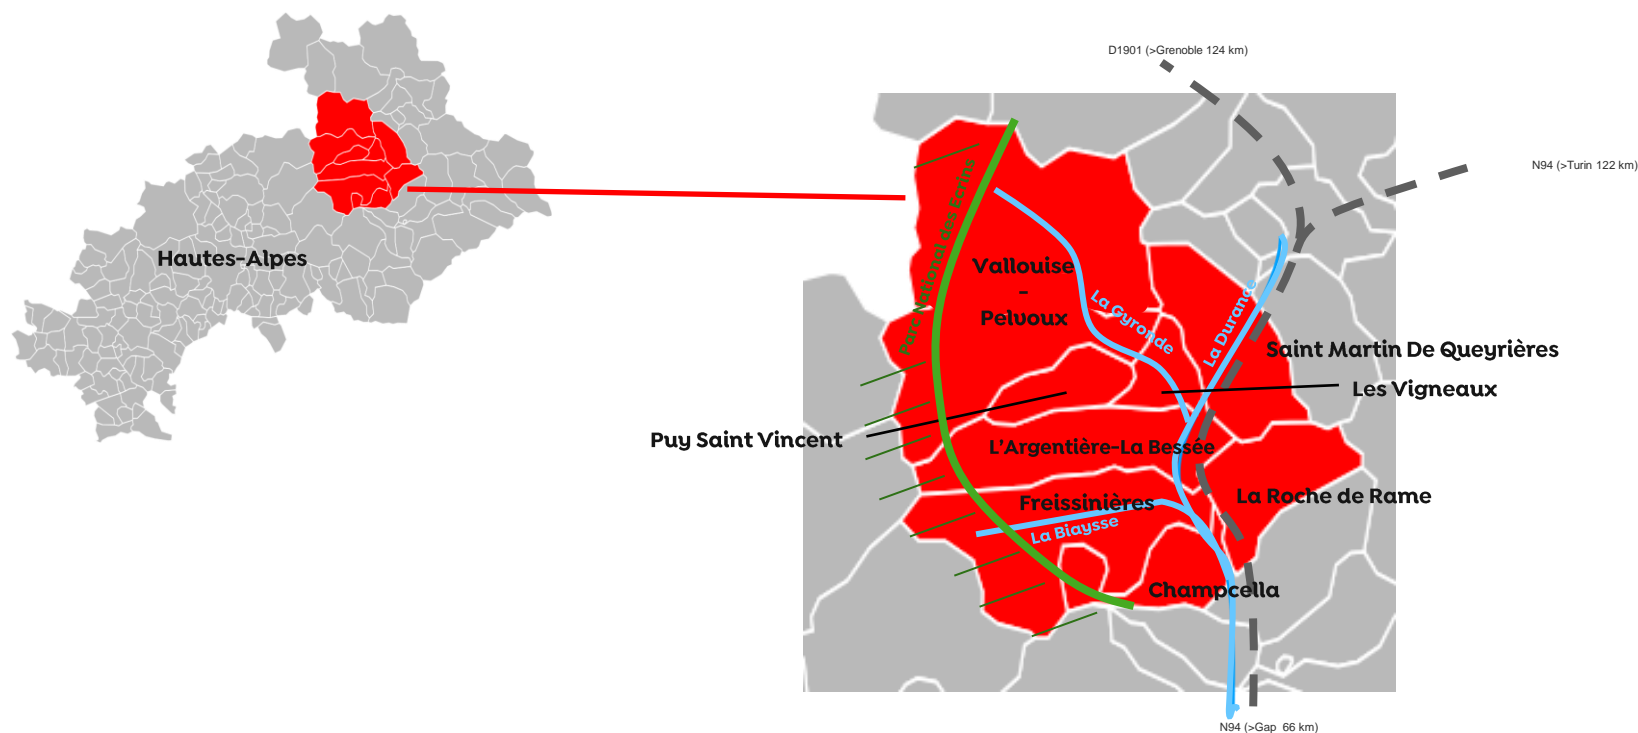 D1901 (>Grenoble 124 km)
N94 (>Turin 122 km)
Hautes-Alpes
Parc National des Ecrins
Vallouise
-
Pelvoux
La Gyronde
La Durance
Saint Martin De Queyrières
Les Vigneaux
Puy Saint Vincent
L'Argentière-La Bessée
La Roche de Rame
Freissinières
La Biaysse
Champcella
N94 (>Gap 66 km)